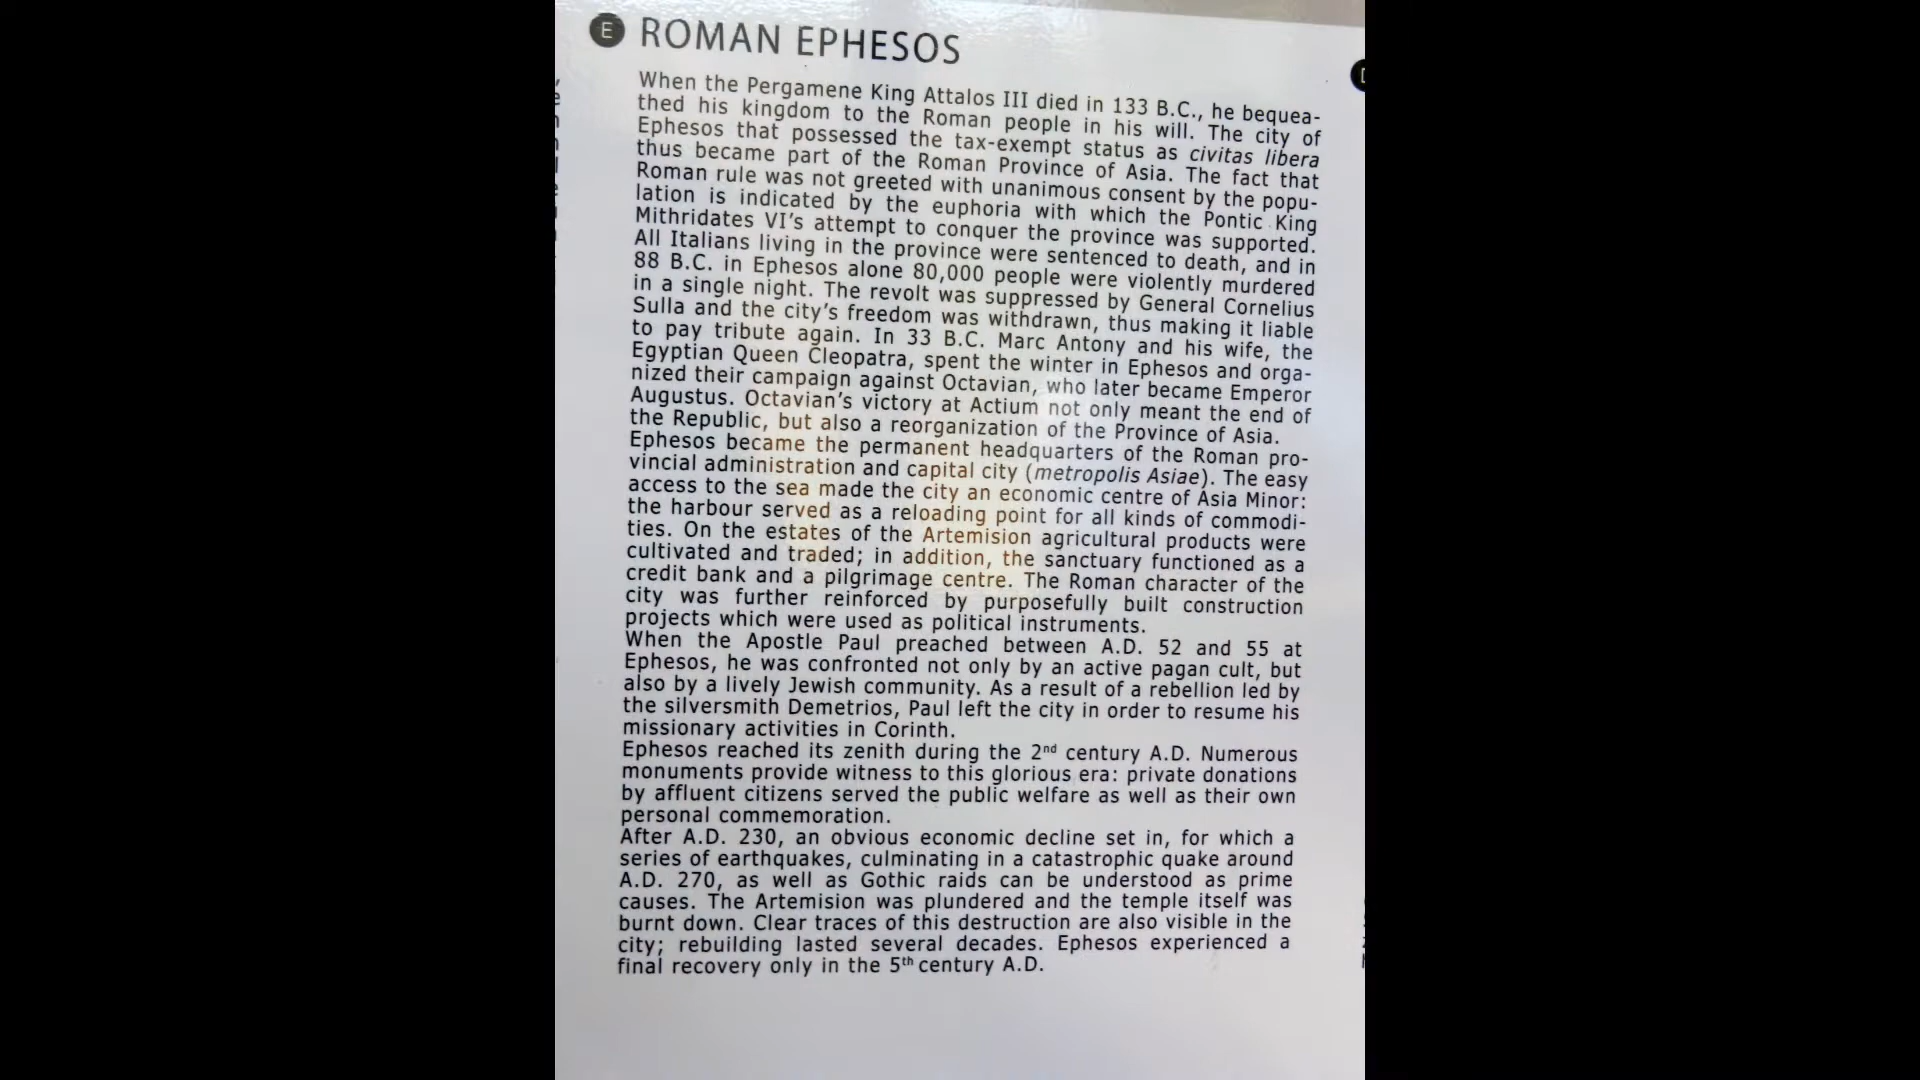 E ROMAN EPHESOS
When the Pergamene King Attalos III died in 133 B.C., he bequea-
thed his kingdom to the Roman people in his will. The city of
Ephesos that possessed the tax-exempt status as civitas libera
thus became part of the Roman Province of Asia. The fact that
Roman rule was not greeted with unanimous consent by the popu-
lation is indicated by the euphoria with which the Pontic King
Mithridates VI's attempt to conquer the province was supported.
All Italians living in the province were sentenced to death, and in
88 B.C. in Ephesos alone 80,000 people were violently murdered
in a single night. The revolt was suppressed by General Cornelius
Sulla and the city's freedom was withdrawn, thus making it liable
to pay tribute again. In 33 B.C. Marc Antony and his wife, the
Egyptian Queen Cleopatra, spent the winter in Ephesos and orga-
nized their campaign against Octavian, who later became Emperor
Augustus. Octavian's victory at Actium not only meant the end of
the Republic, but also a reorganization of the Province of Asia.
Ephesos became the permanent headquarters of the Roman pro-
vincial administration and capital city (metropolis Asiae). The easy
access to the sea made the city an economic centre of Asia Minor:
the harbour served as a reloading point for all kinds of commodi-
ties. On the estates of the Artemision agricultural products were
cultivated and traded; in addition, the sanctuary functioned as a
credit bank and a pilgrimage centre. The Roman character of the
city was further reinforced by purposefully built construction
projects which were used as political instruments.
When the Apostle Paul preached between A.D. 52 and 55 at
Ephesos, he was confronted not only by an active pagan cult, but
also by a lively Jewish community. As a result of a rebellion led by
the silversmith Demetrios, Paul left the city in order to resume his
missionary activities in Corinth.
Ephesos reached its zenith during the 2nd century A.D. Numerous
monuments provide witness to this glorious era: private donations
by affluent citizens served the public welfare as well as their own
personal commemoration.
After A.D. 230, an obvious economic decline set in, for which a
series of earthquakes, culminating in a catastrophic quake around
A.D. 270, as well as Gothic raids can be understood as prime
causes. The Artemision was plundered and the temple itself was
burnt down. Clear traces of this destruction are also visible in the
city; rebuilding lasted several decades. Ephesos experienced a
final recovery only in the 5th century A.D.